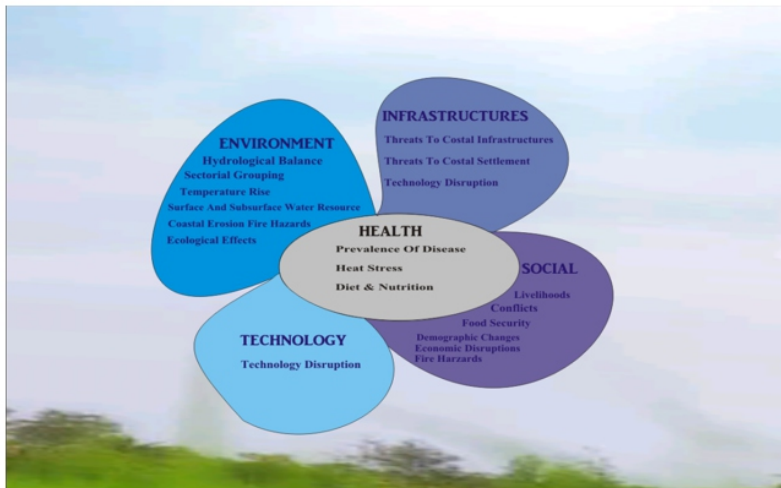 ENVIRONMENT
Hydrological Balance
Sectorial Grouping
Temperature Rise
Surface And Subsurface Water Resource
Coastal Erosion Fire Hazards
Ecological Effects
INFRASTRUCTURES
Threats To Costal Infrastructures
Threats To Costal Settlement
Technology Disruption
HEALTH
Prevalence Of Disease
Heat Stress
Diet & Nutrition
SOCIAL
Livelihoods
Conflicts
Food Security
Demographic Changes
Economic Disruptions
Fire Harzards
TECHNOLOGY
Technology Disruption